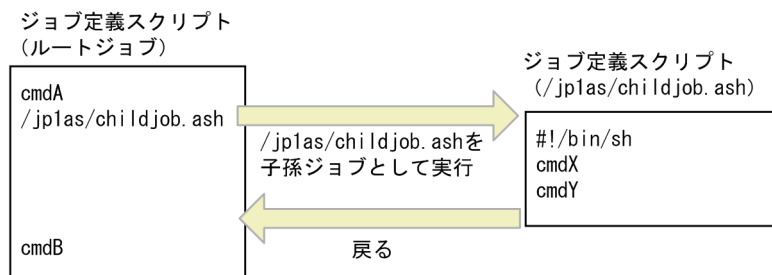 ジョブ定義スクリプト
(ルートジョブ)
cmdA
/jp1as/childjob.ash
cmdB
/jp1as/childjob.ashを
子孫ジョブとして実行
戻る
ジョブ定義スクリプト
(/jp1as/childjob.ash)
#!/bin/sh
cmdX
cmdY